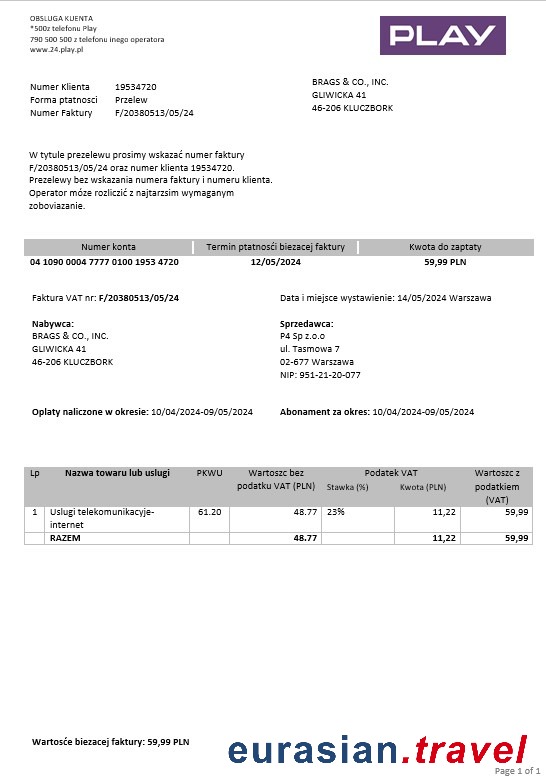 OBSLUGA KUENTA
*500z telefonu Play
790 500 500 z telefonu inego operatora
www.24.play.pl
PLAY
Numer Klienta 19534720
Forma ptatnosci Przelew
Numer Faktury F/20380513/05/24
BRAGS & CO., INC.
GLIWICKA 41
46-206 KLUCZBORK
W tytule prezelewu prosimy wskazać numer faktury
F/20380513/05/24 oraz numer klienta 19534720.
Prezelewy bez wskazania numera faktury i numeru klienta.
Operator móze rozliczić z najtarzsim wymaganym
zoboviazanie.
Numer konta Termin ptatnosći biezacej faktury Kwota do zaptaty
04 1090 0004 7777 0100 1953 4720 12/05/2024 59,99 PLN
Faktura VAT nr: F/20380513/05/24 Data i miejsce wystawienie: 14/05/2024 Warszawa
Nabywca:
BRAGS & CO., INC.
GLIWICKA 41
46-206 KLUCZBORK
Sprzedawca:
P4 Sp z.o.o
ul. Tasmowa 7
02-677 Warszawa
NIP: 951-21-20-077
Oplaty naliczone w okresie: 10/04/2024-09/05/2024 Abonament za okres: 10/04/2024-09/05/2024
Lp Nazwa towaru lub uslugi PKWU Wartoszc bez Podatek VAT Wartoszc z
podatku VAT (PLN) Stawka (%) Kwota (PLN) podatkiem
(VAT)
1 Uslugi telekomunikacyje- 61.20 48.77 23% 11,22 59,99
internet
RAZEM 48.77 11,22 59,99
Wartosće biezacej faktury: 59,99 PLN
eurasian.travel
Page 1 of 1